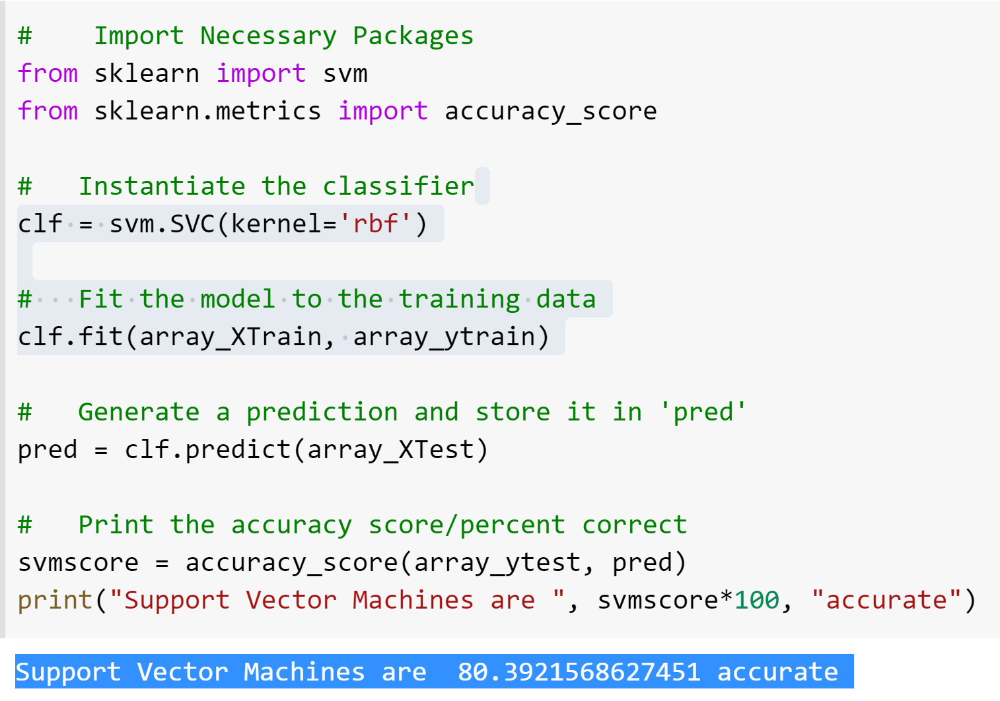 #    Import Necessary Packages
from sklearn import svm
from sklearn.metrics import accuracy_score
#   Instantiate the classifier
clf = svm.SVC(kernel='rbf')
#   Fit the model to the training data
clf.fit(array_XTrain, array_ytrain)
#   Generate a prediction and store it in 'pred'
pred = clf.predict(array_XTest)
#   Print the accuracy score/percent correct
svmscore = accuracy_score(array_ytest, pred)
print("Support Vector Machines are ", svmscore*100, "accurate")
Support Vector Machines are  80.3921568627451 accurate